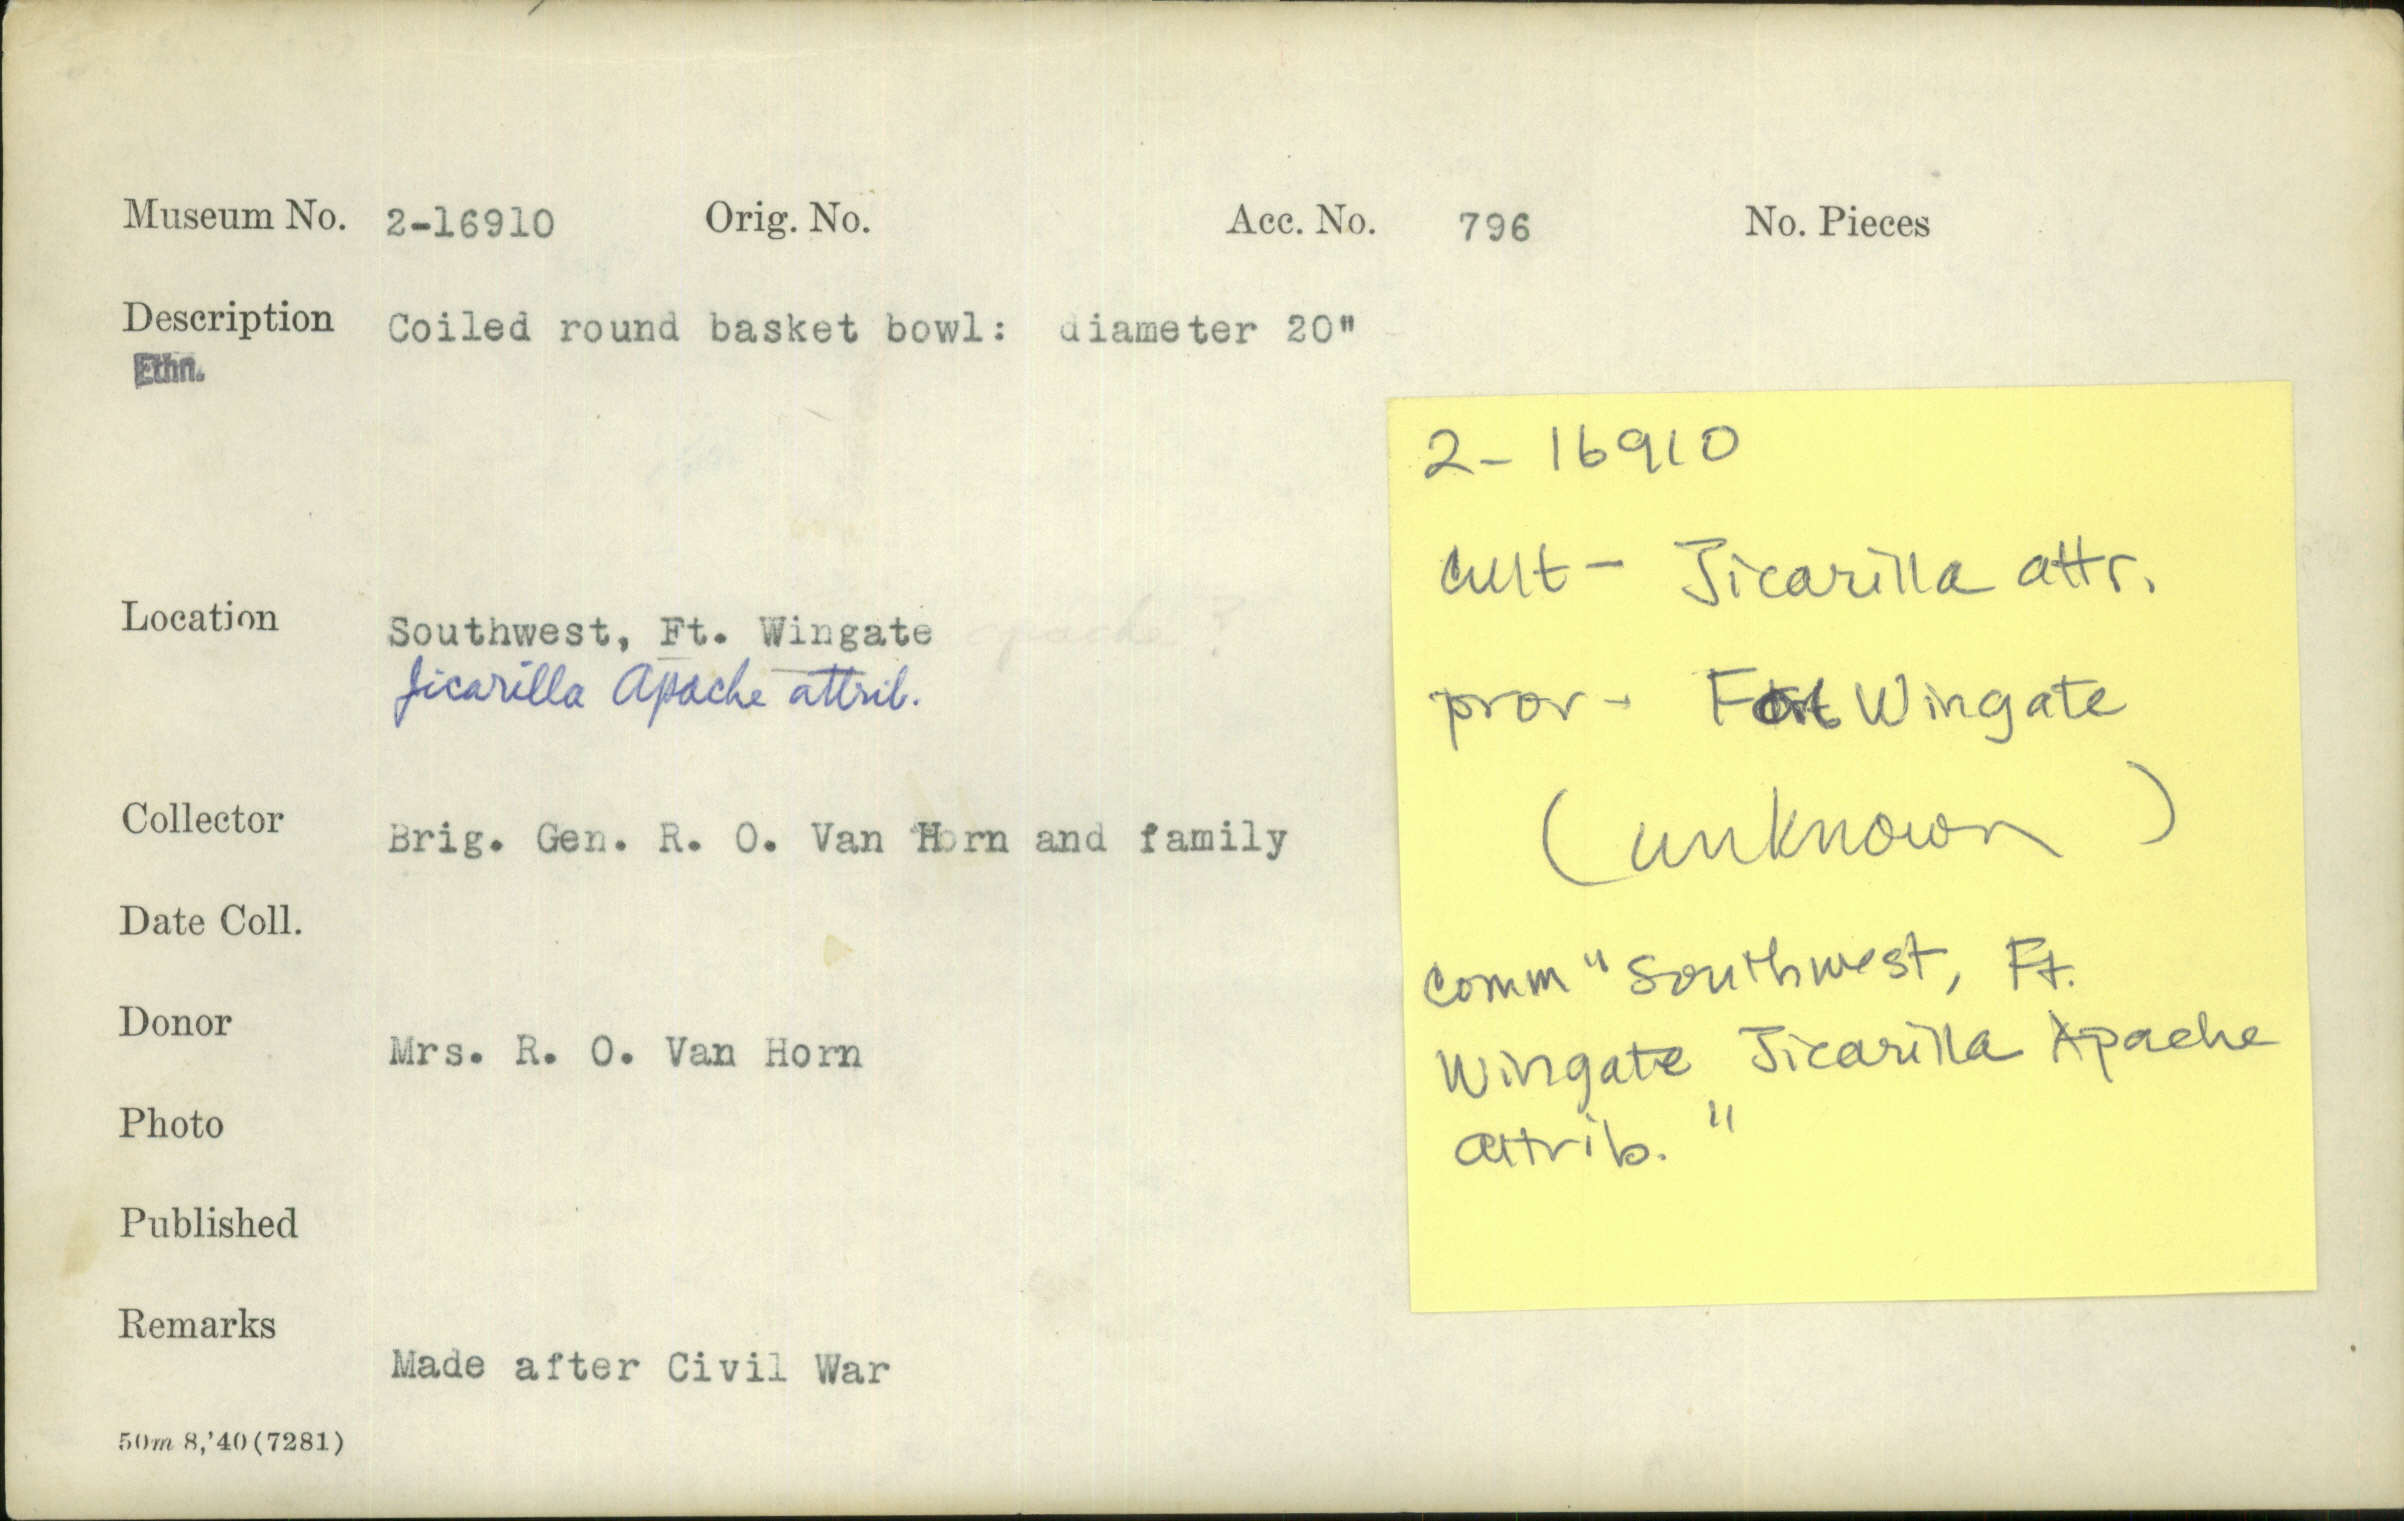 Museum No. 2-16910 Orig. No. Acc. No. 796 No. Pieces
Description Coiled round basket bowl: diameter 20"
Ethn.
Location Southwest, Ft. Wingate
Jicarilla Apache attrib.
Collector Brig. Gen. R. O. Van Horn and family
Date Coll.
Donor Mrs. R. O. Van Horn
Photo
Published
Remarks
Made after Civil War
50m 8,'40(7281)
2-16910
cult- Jicarilla attr.
prov- Fort Wingate
(unknown)
comm "Southwest, Ft.
Wingate Jicarilla Apache
attrib."